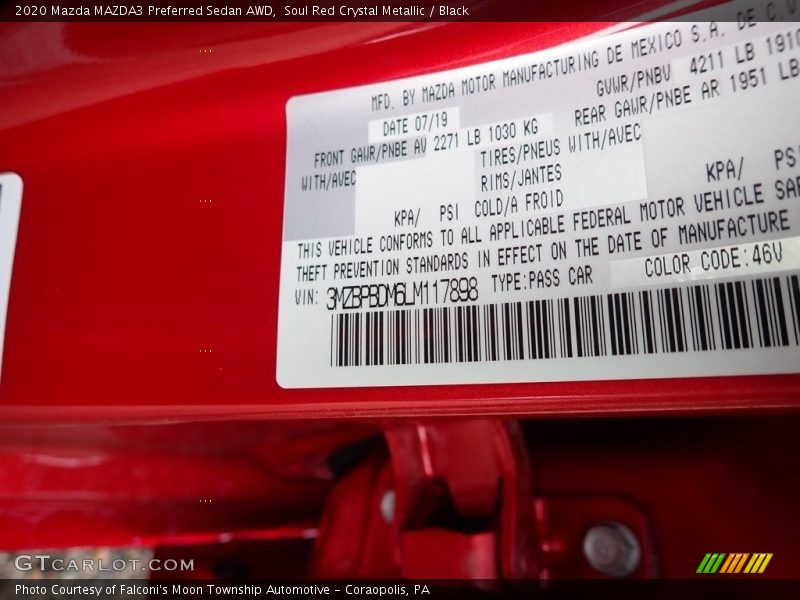 2020 Mazda MAZDA3 Preferred Sedan AWD, Soul Red Crystal Metallic / Black
MFD. BY MAZDA MOTOR MANUFACTURING DE MEXICO S.A. DE C.V
DATE 07/19 GVWR/PNBV 4211 LB 1910
FRONT GAWR/PNBE AV 2271 LB 1030 KG REAR GAWR/PNBE AR 1951 LB
WITH/AVEC TIRES/PNEUS WITH/AVEC
RIMS/JANTES
KPA/ PSI COLD/A FROID KPA/ PS
THIS VEHICLE CONFORMS TO ALL APPLICABLE FEDERAL MOTOR VEHICLE SAF
THEFT PREVENTION STANDARDS IN EFFECT ON THE DATE OF MANUFACTURE
VIN: 3MZBPBDM6LM117898 TYPE:PASS CAR COLOR CODE:46V
GTCARLOT.COM
Photo Courtesy of Falconi's Moon Township Automotive - Coraopolis, PA